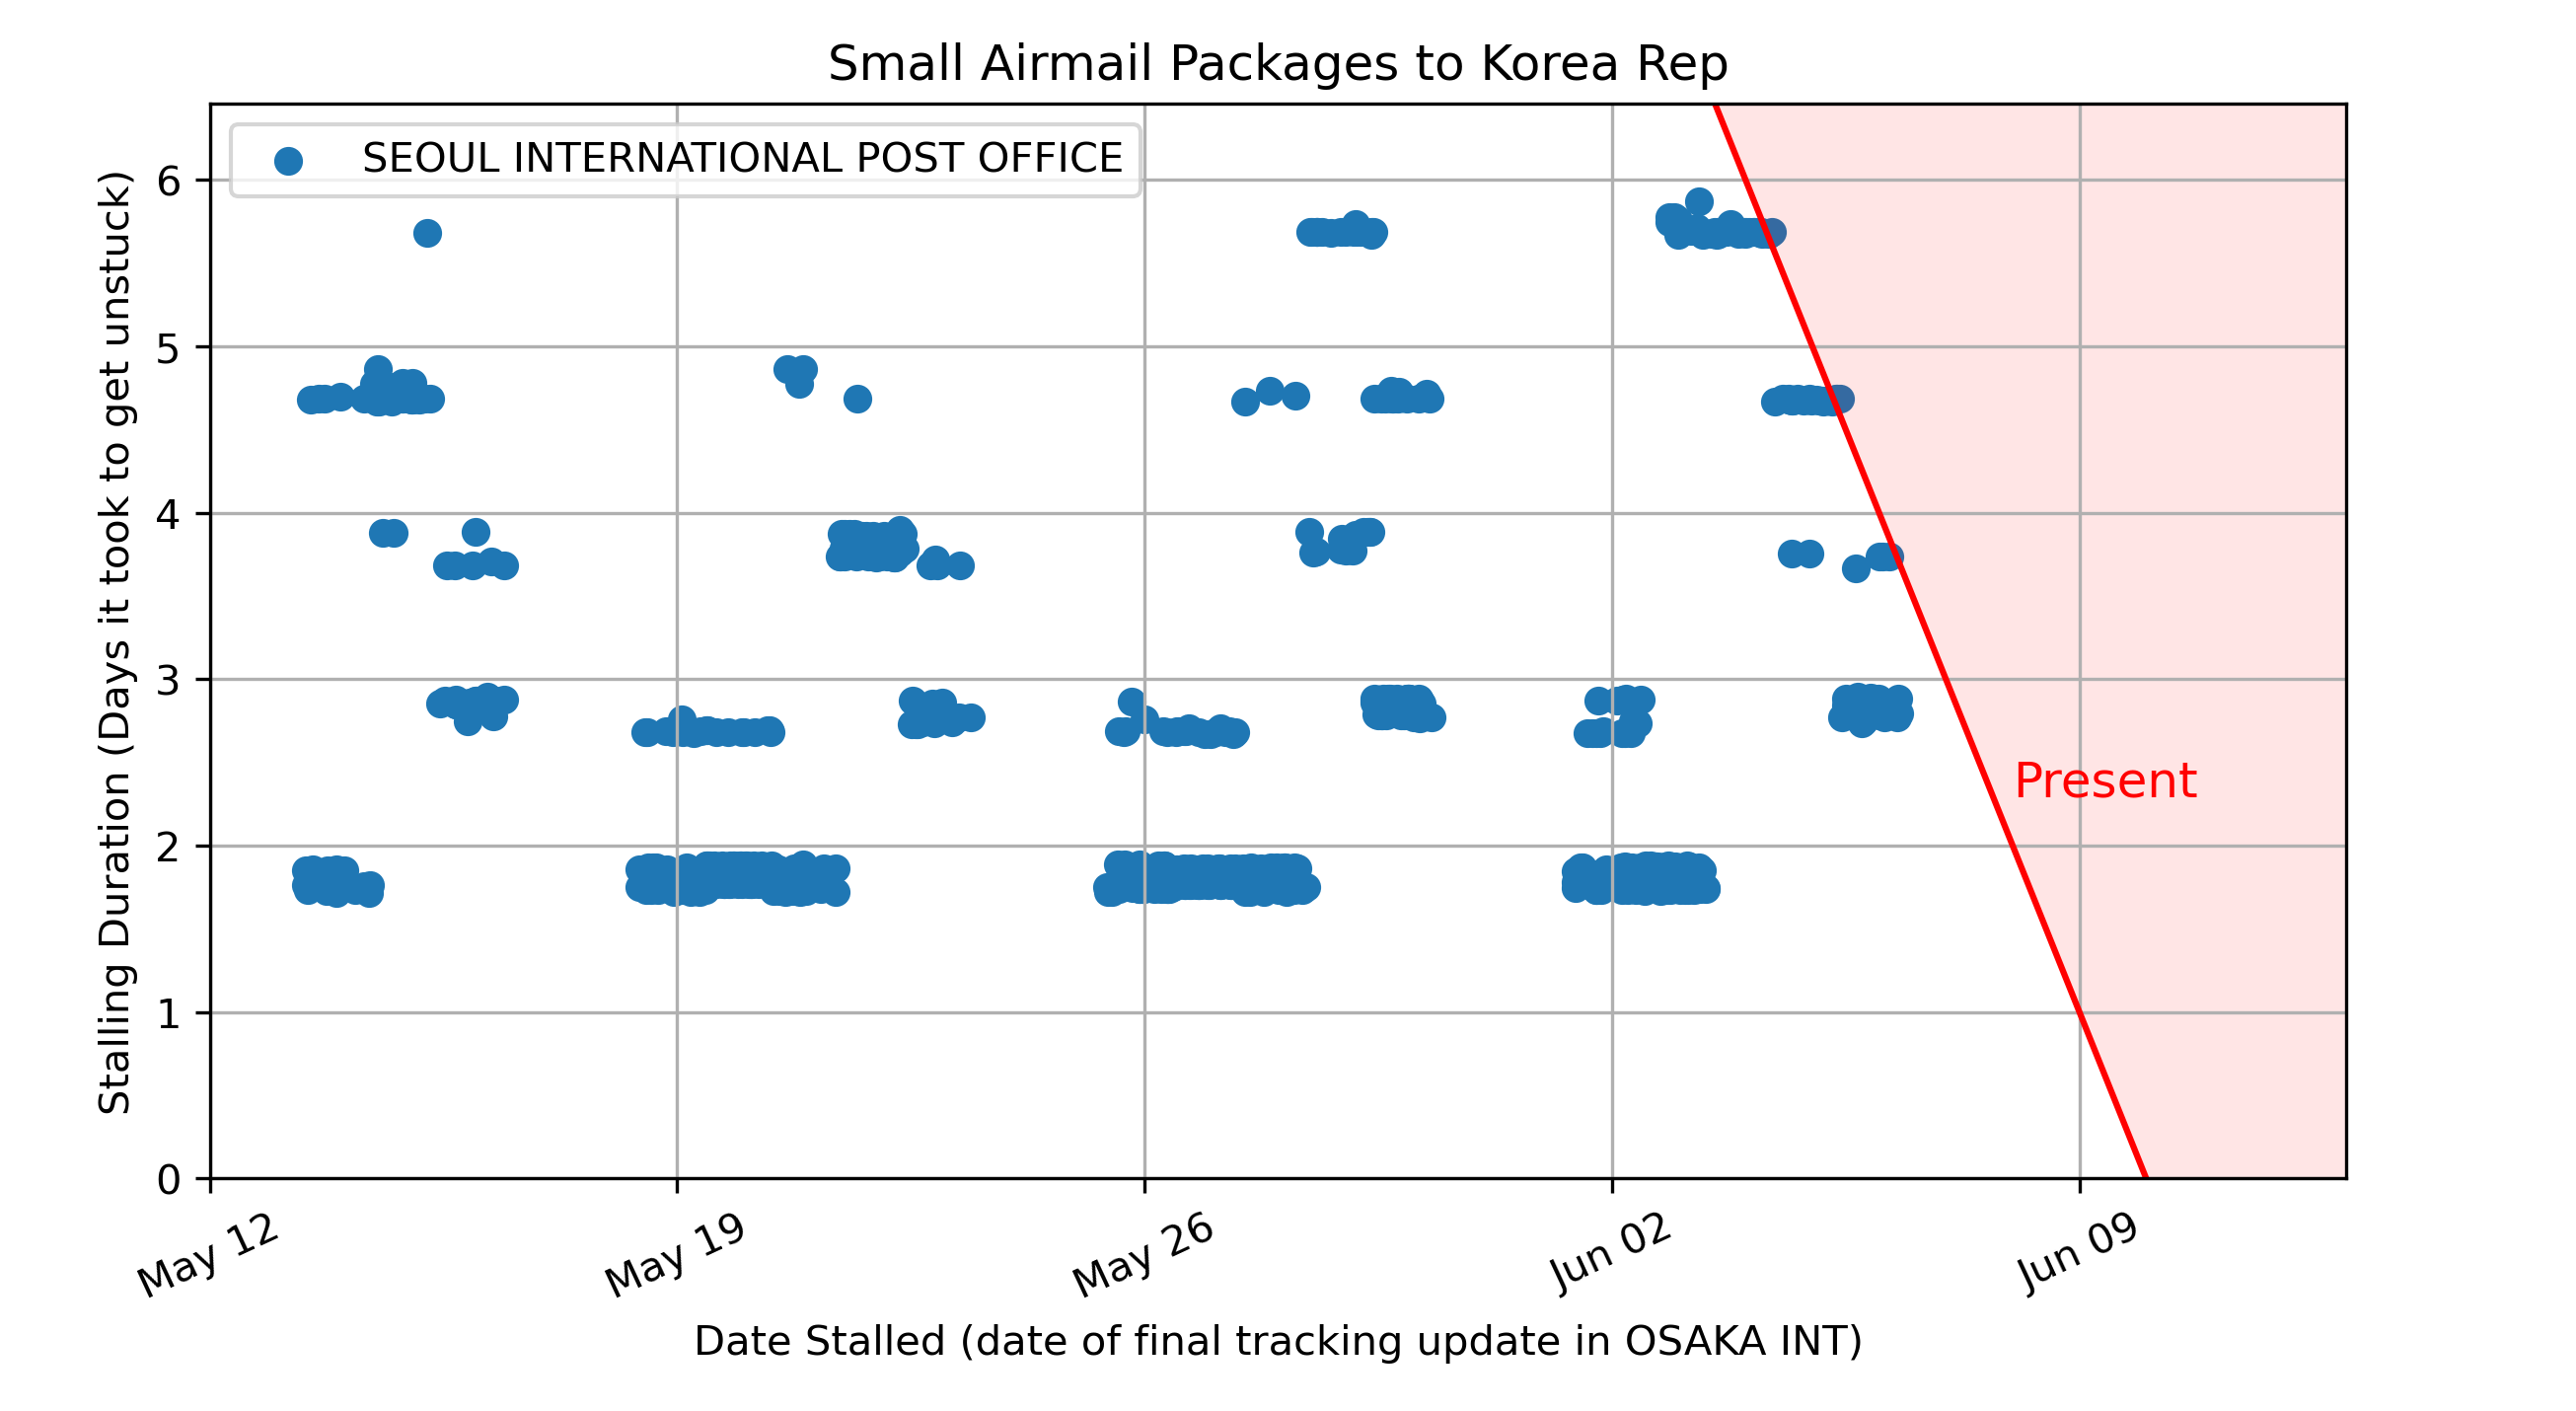 Small Airmail Packages to Korea Rep
SEOUL INTERNATIONAL POST OFFICE
Stalling Duration (Days it took to get unstuck)
6
5
4
3
2
1
0
Present
May 12
May 19
May 26
Jun 02
Jun 09
Date Stalled (date of final tracking update in OSAKA INT)